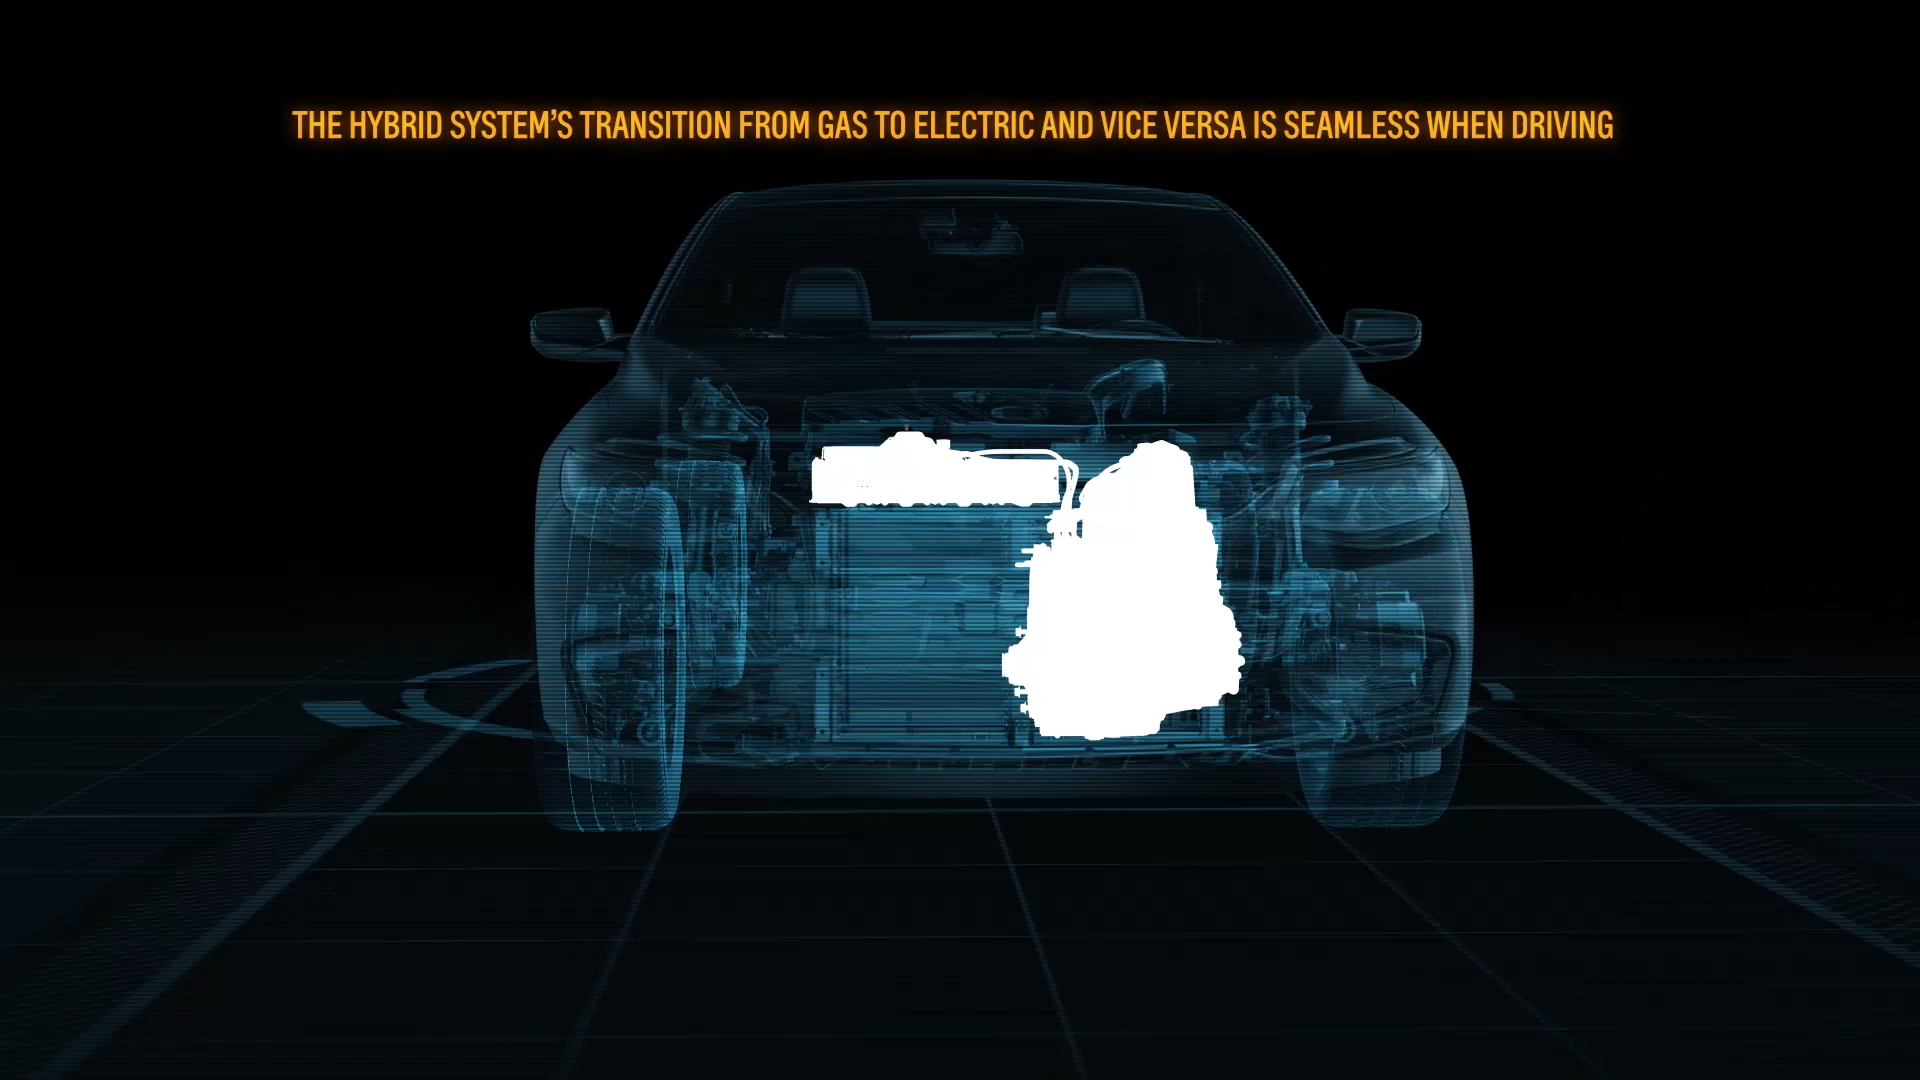 THE HYBRID SYSTEM’S TRANSITION FROM GAS TO ELECTRIC AND VICE VERSA IS SEAMLESS WHEN DRIVING